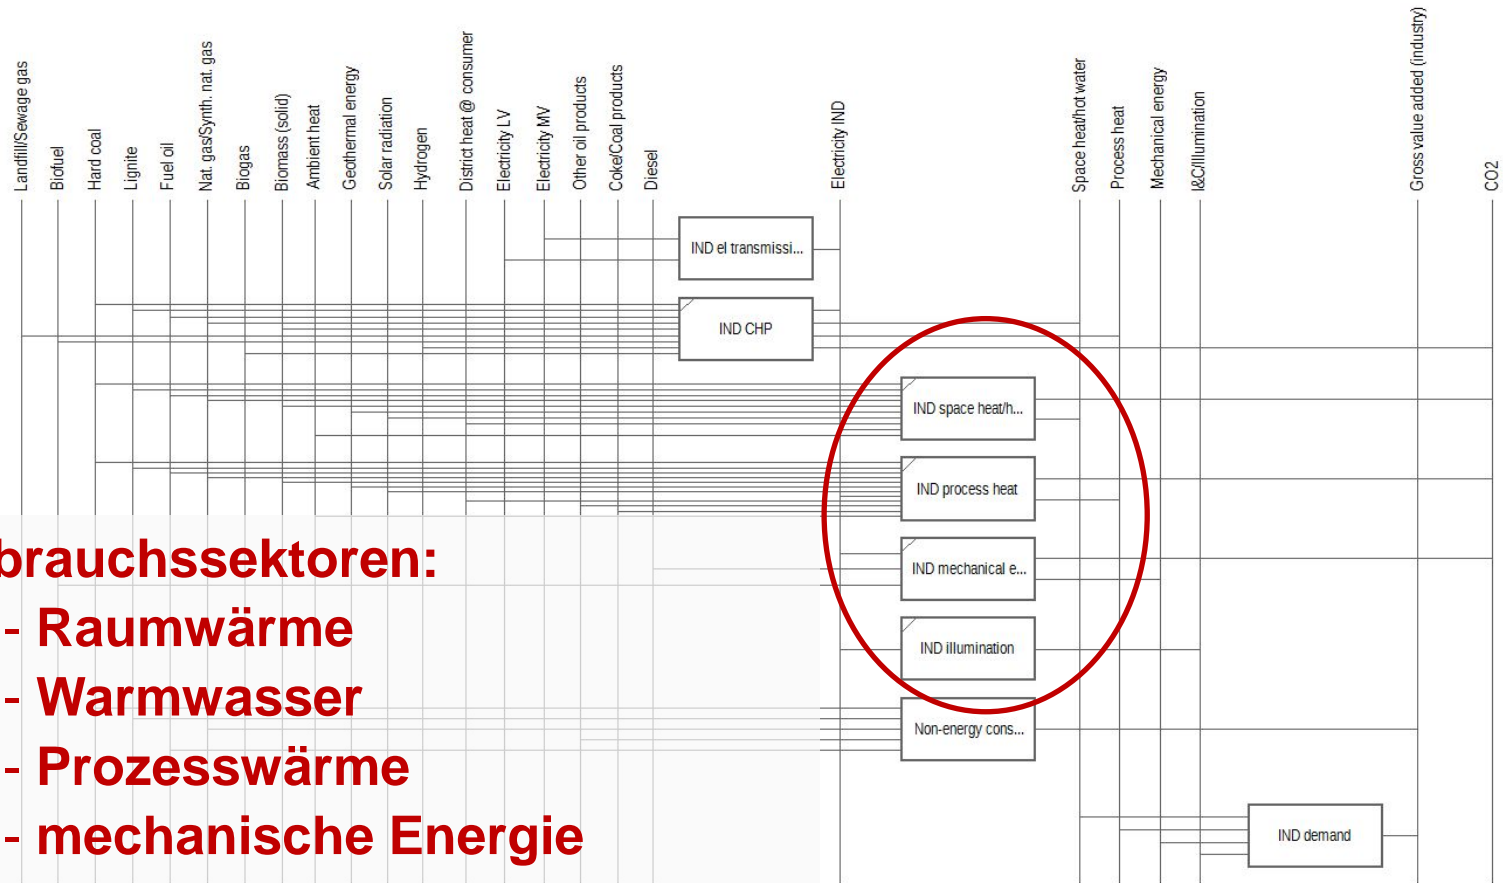 Landfill/Sewage gas
Biofuel
Hard coal
Lignite
Fuel oil
Nat. gas/Synth. nat. gas
Biogas
Biomass (solid)
Ambient heat
Geothermal energy
Solar radiation
Hydrogen
District heat @ consumer
Electricity LV
Electricity MV
Other oil products
Coke/Coal products
Diesel
Electricity IND
Space heat/hot water
Process heat
Mechanical energy
I&C/Illumination
Gross value added (industry)
CO2
IND el transmissi...
IND CHP
IND space heat/h...
IND process heat
IND mechanical e...
IND illumination
Non-energy cons...
IND demand
brauchssektoren:
- Raumwärme
- Warmwasser
- Prozesswärme
- mechanische Energie